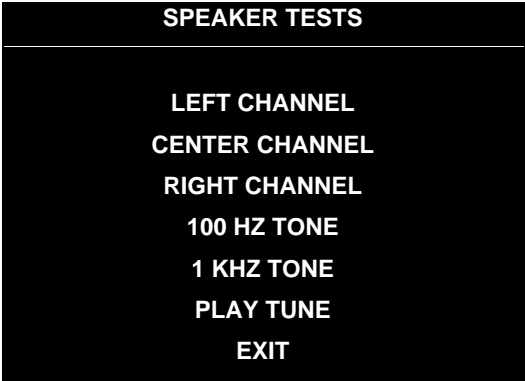 SPEAKER TESTS
LEFT CHANNEL
CENTER CHANNEL
RIGHT CHANNEL
100 HZ TONE
1 KHZ TONE
PLAY TUNE
EXIT